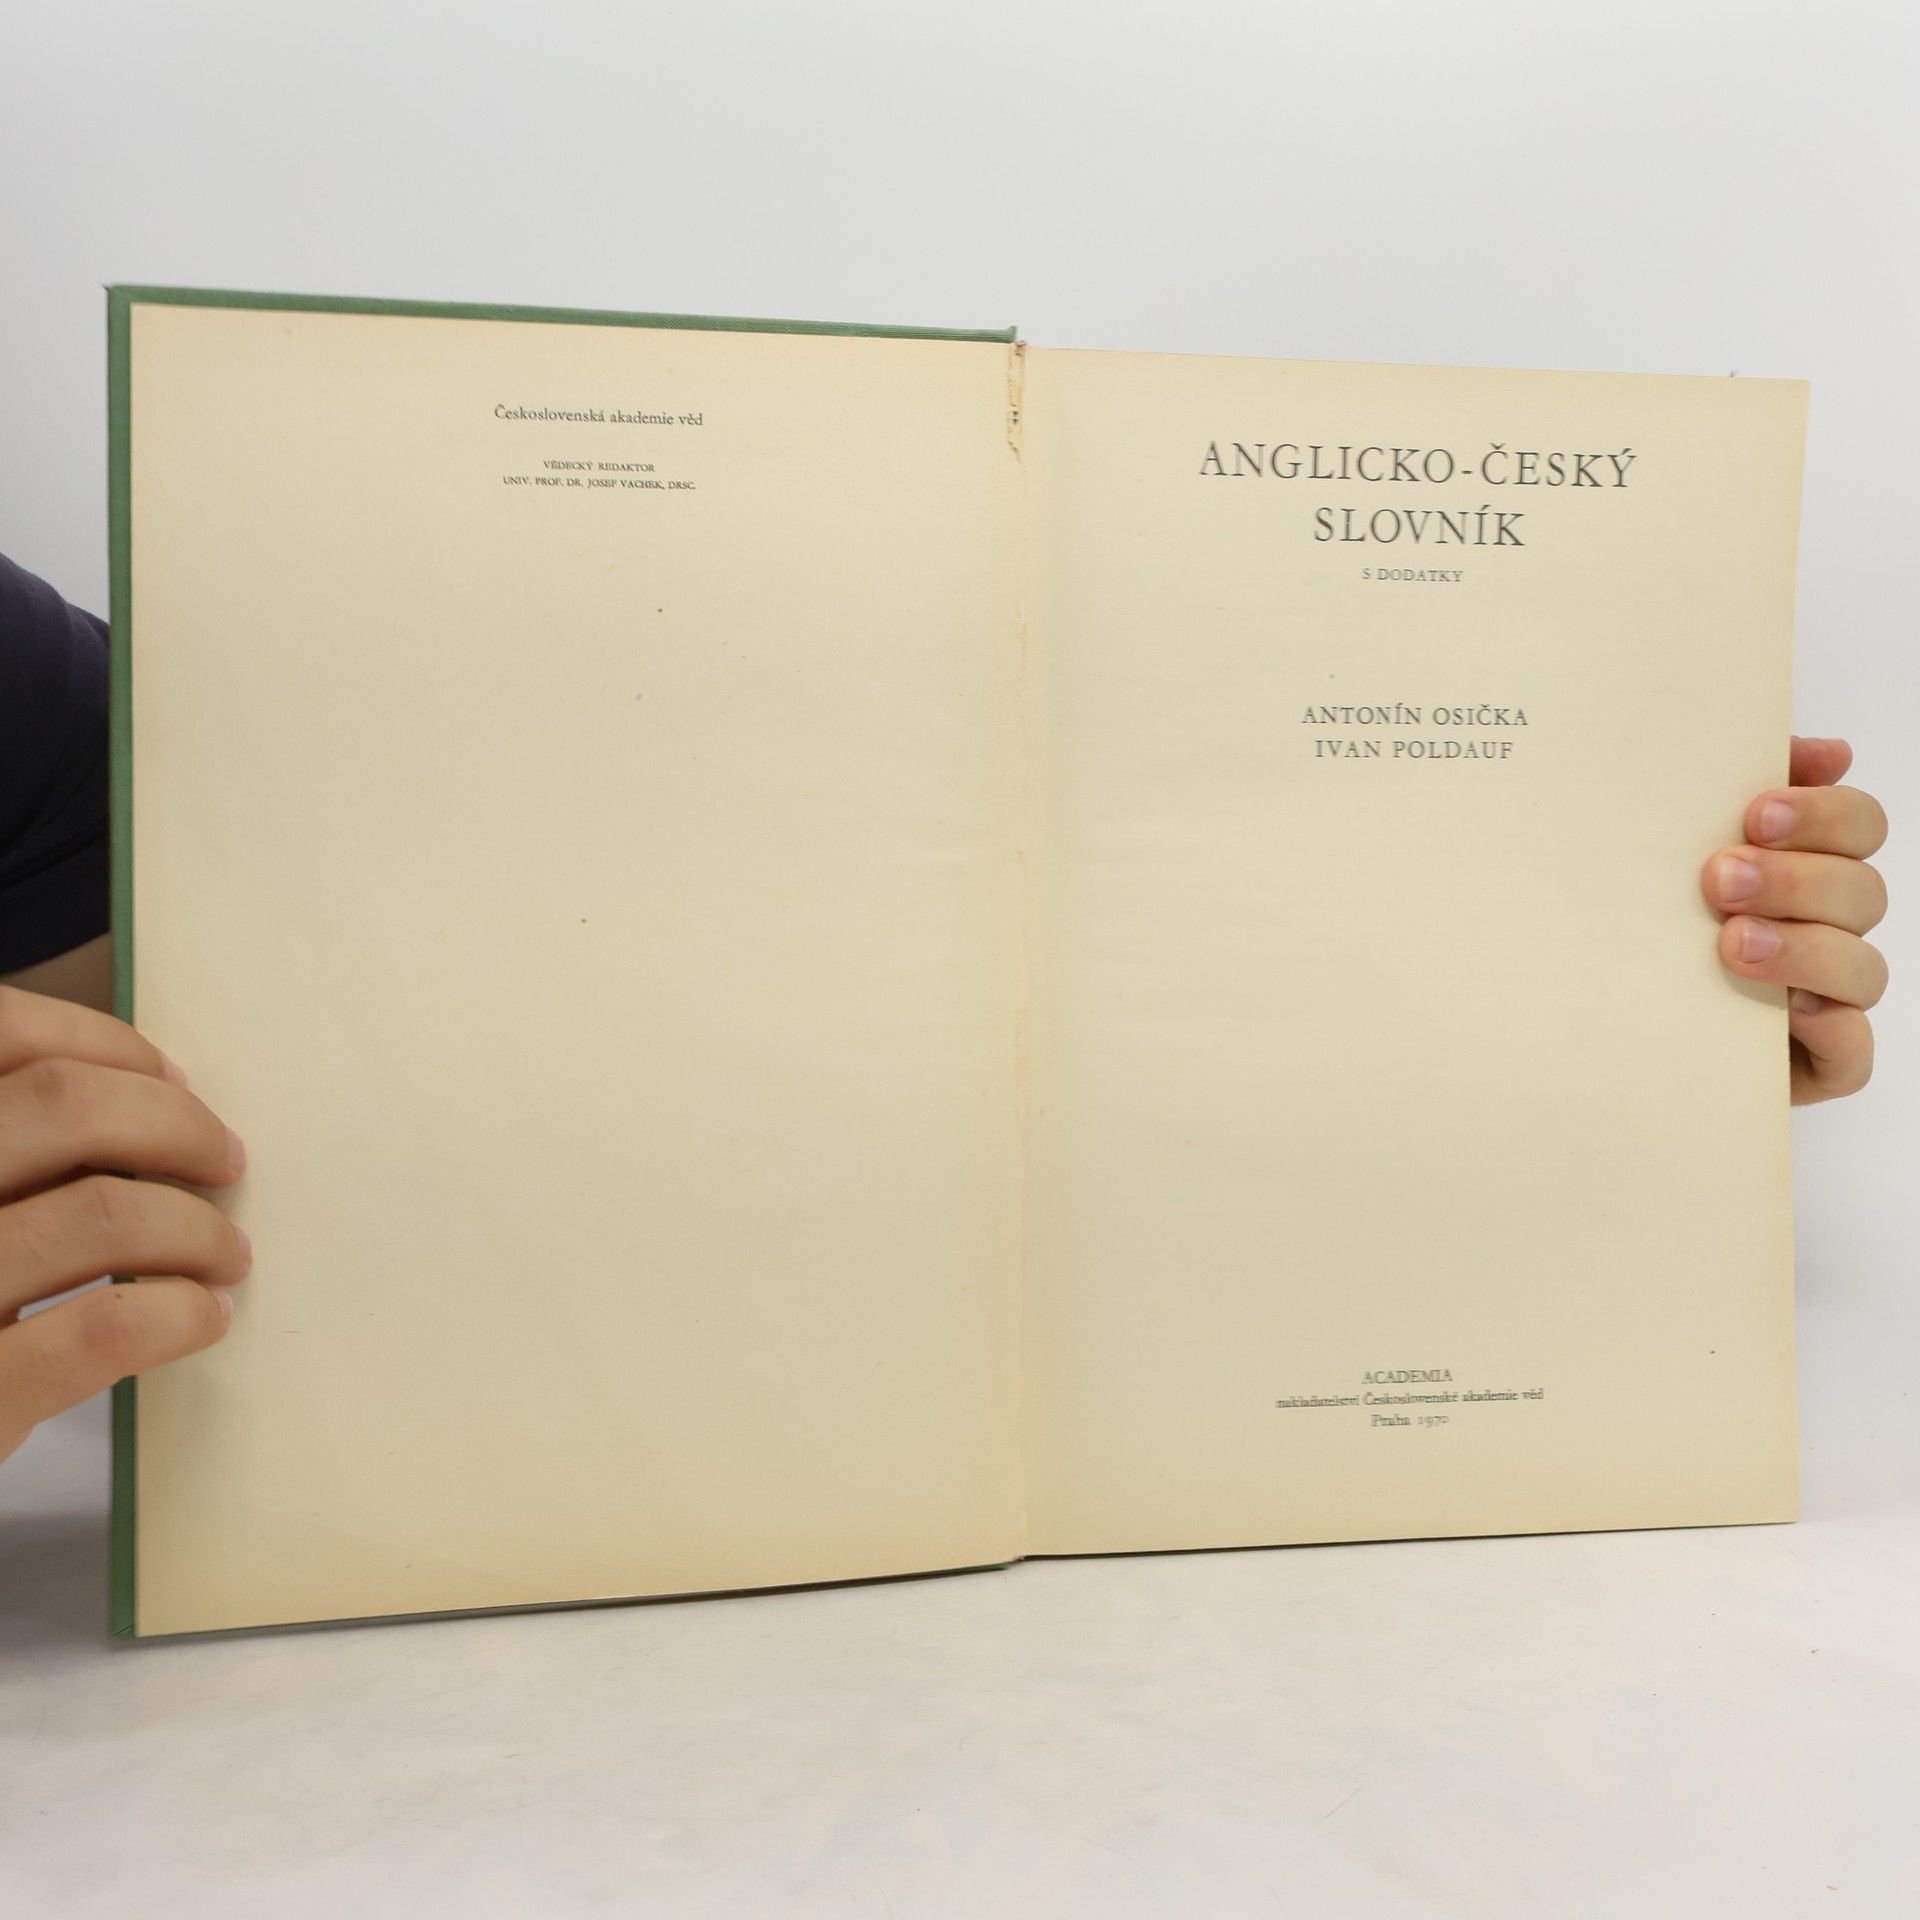 Československá akademie věd
VĚDECKÝ REDAKTOR
UNIV. PROF. DR. JOSEF VACHEK, DRSC.
ANGLICKO-ČESKÝ
SLOVNÍK
S DODATKY
ANTONÍN OSIČKA
IVAN POLDAUF
ACADEMIA
nakladatelství Československé akademie věd
Praha 1970